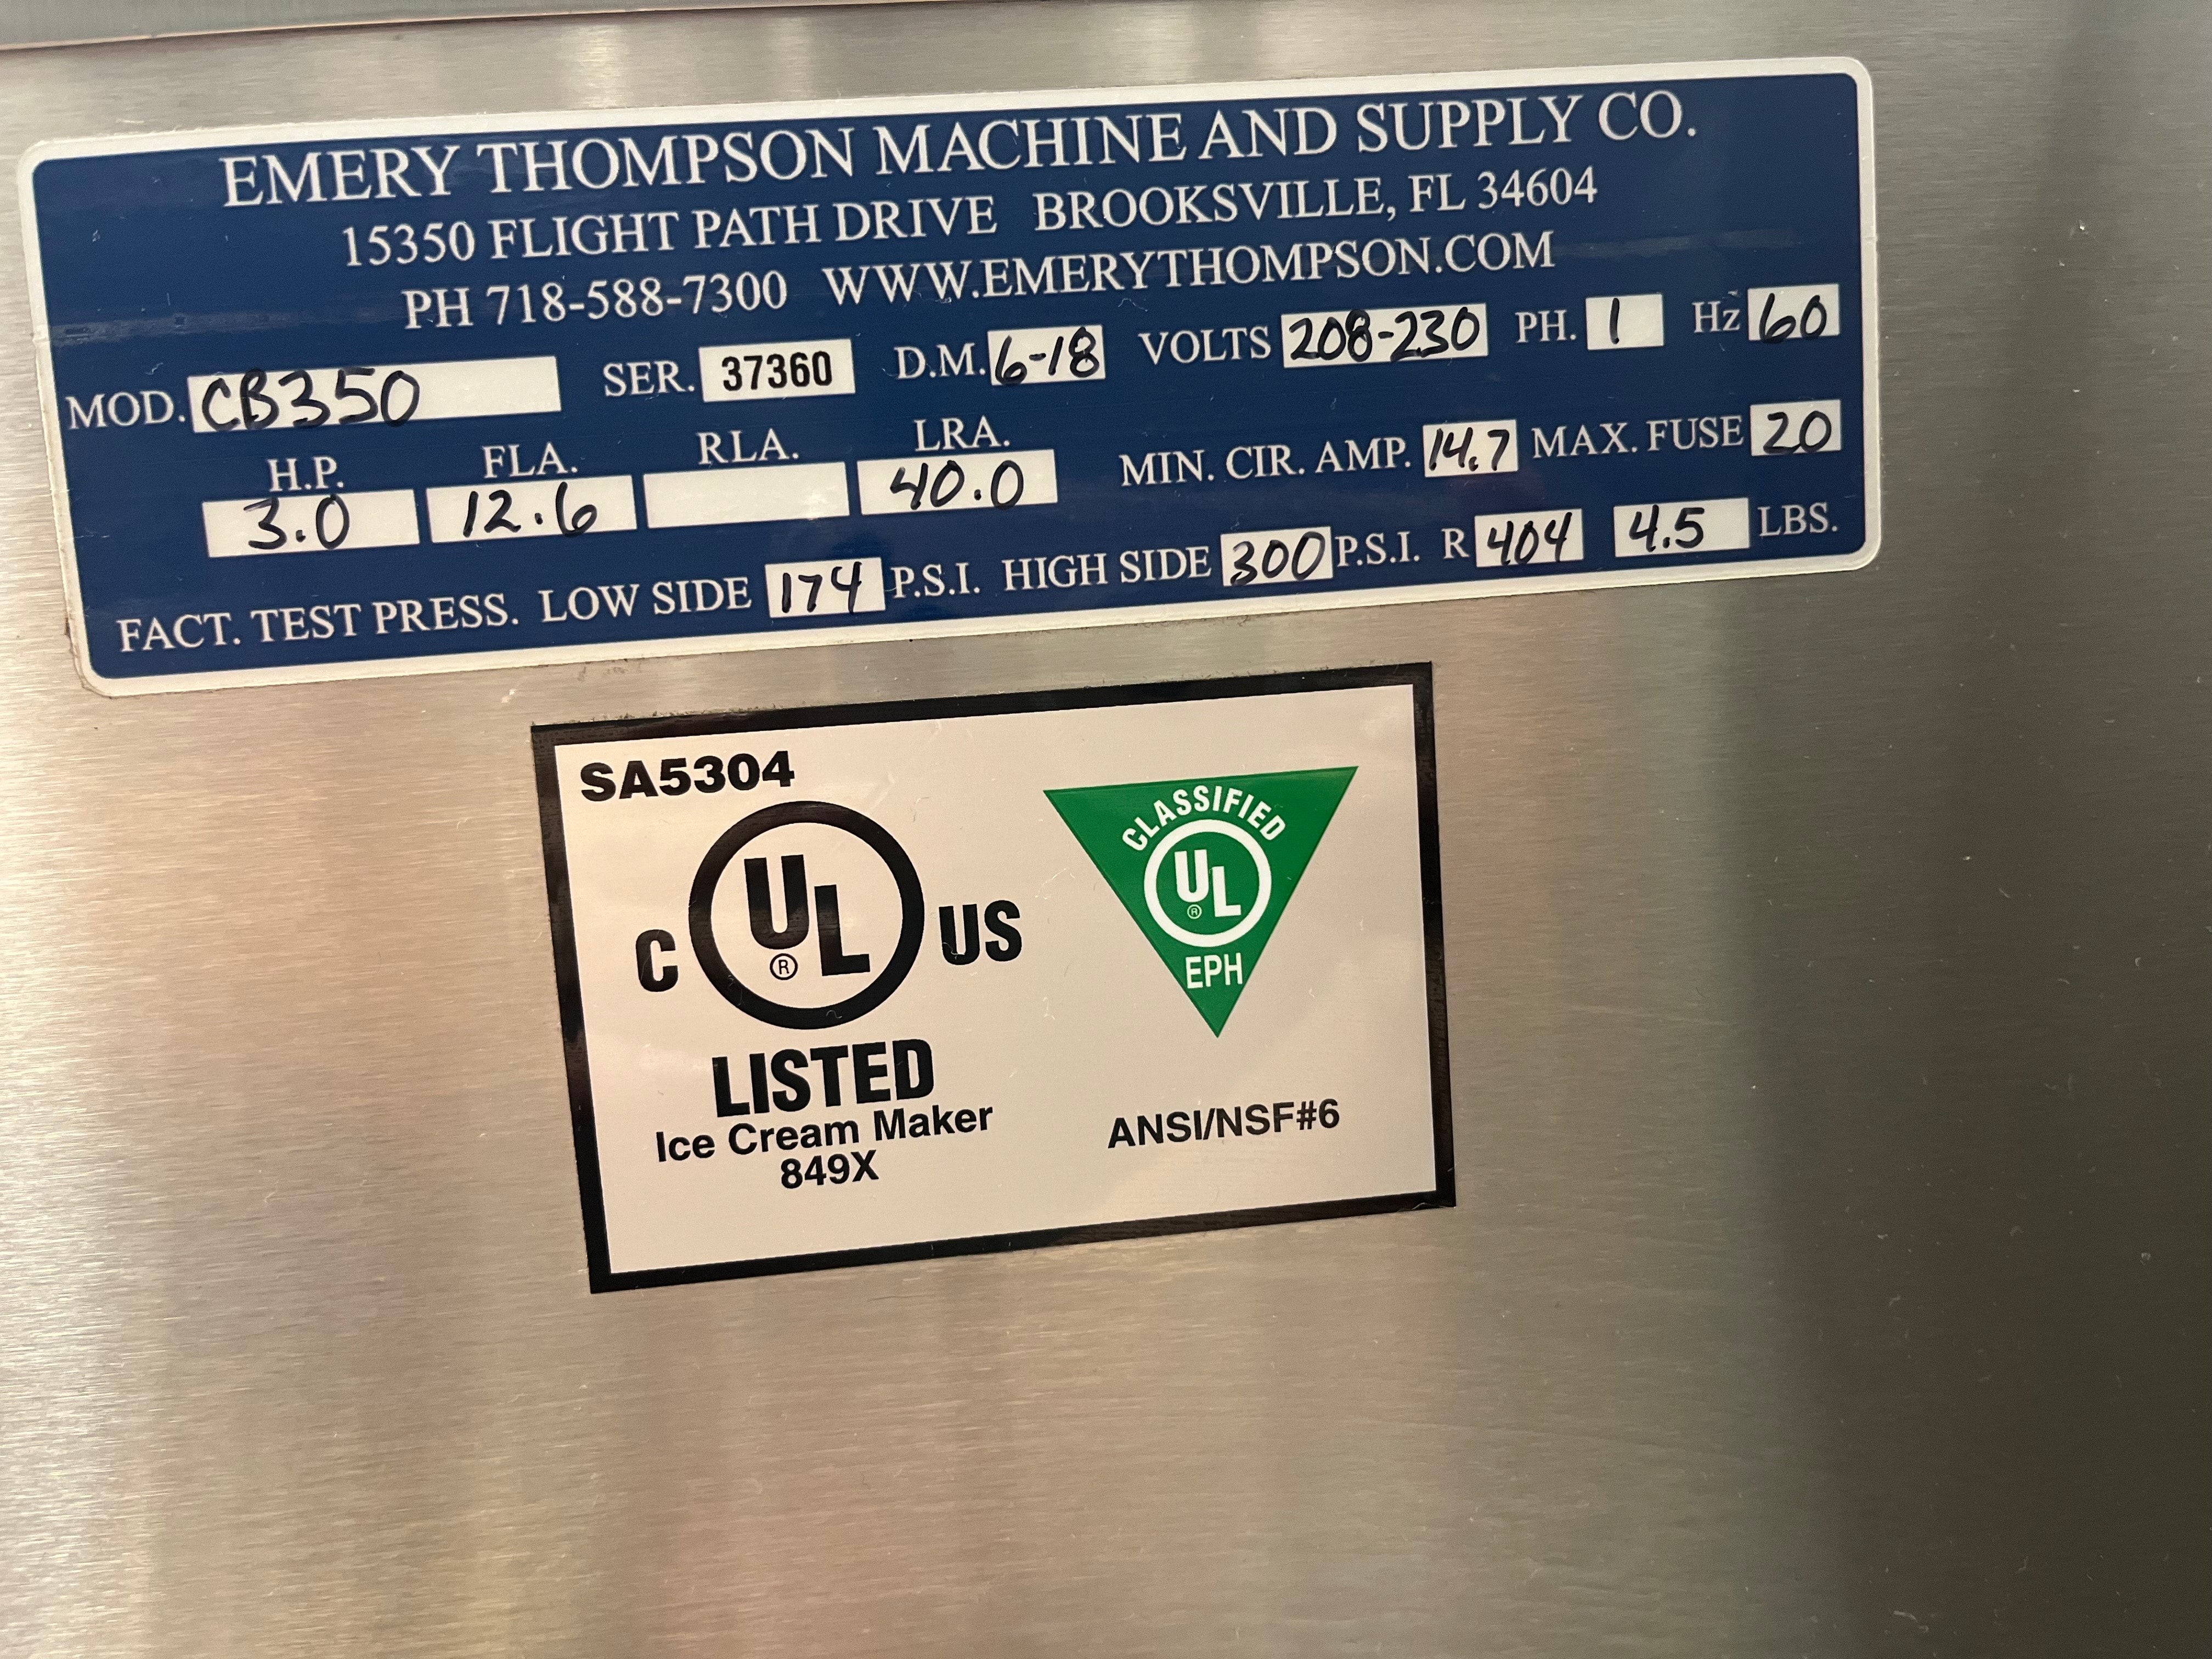 EMERY THOMPSON MACHINE AND SUPPLY CO.
15350 FLIGHT PATH DRIVE BROOKSVILLE, FL 34604
PH 718-588-7300 WWW.EMERYTHOMPSON.COM
MOD. CB350 SER. 37360 D.M. 6-18 VOLTS 208-230 PH. 1 Hz 60
H.P. FLA. RLA. LRA. MIN. CIR. AMP. 14.7 MAX. FUSE 20
3.0 12.6 40.0
FACT. TEST PRESS. LOW SIDE 174 P.S.I. HIGH SIDE 300 P.S.I. R 404 4.5 LBS.
SA5304
C UL ® US
LISTED
Ice Cream Maker
849X
CLASSIFIED
UL ®
EPH
ANSI/NSF#6